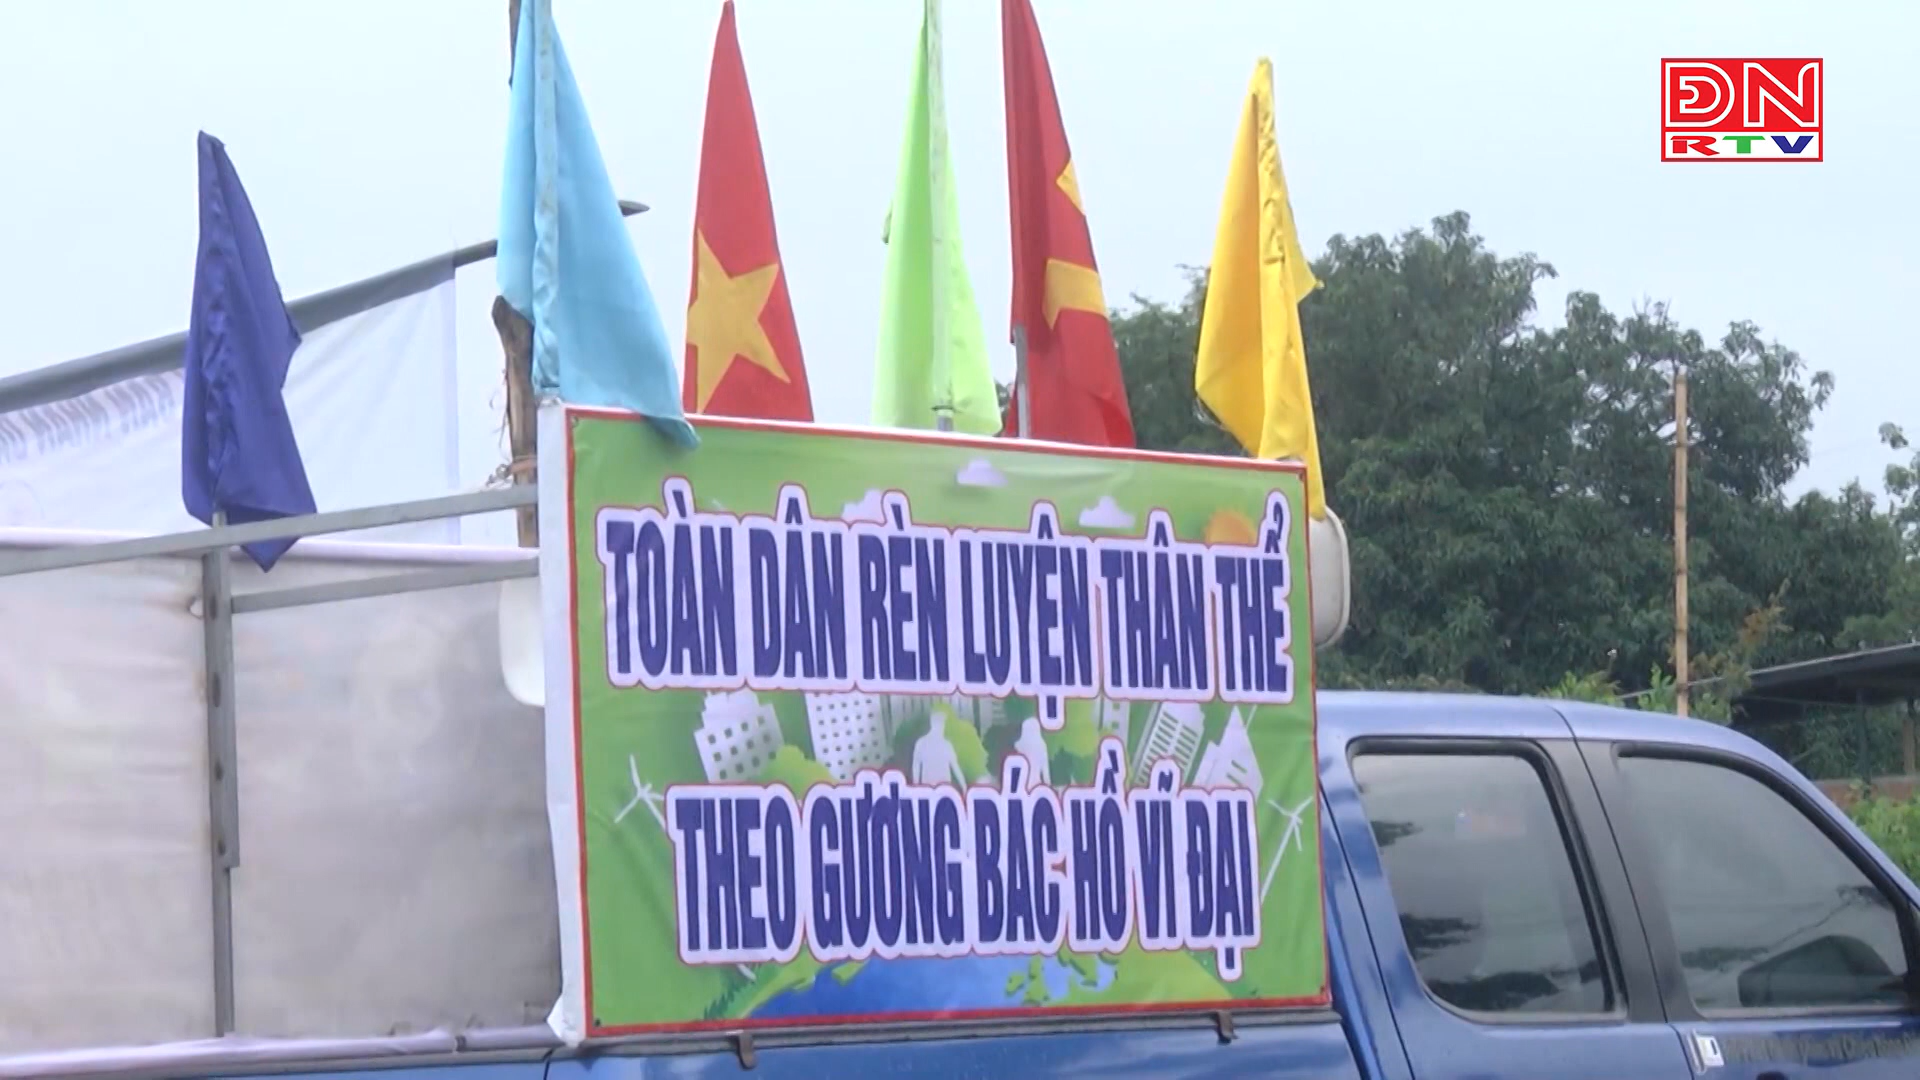 ĐN
RTV
TOÀN DÂN RÈN LUYỆN THÂN THỂ
THEO GƯƠNG BÁC HỒ VĨ ĐẠI